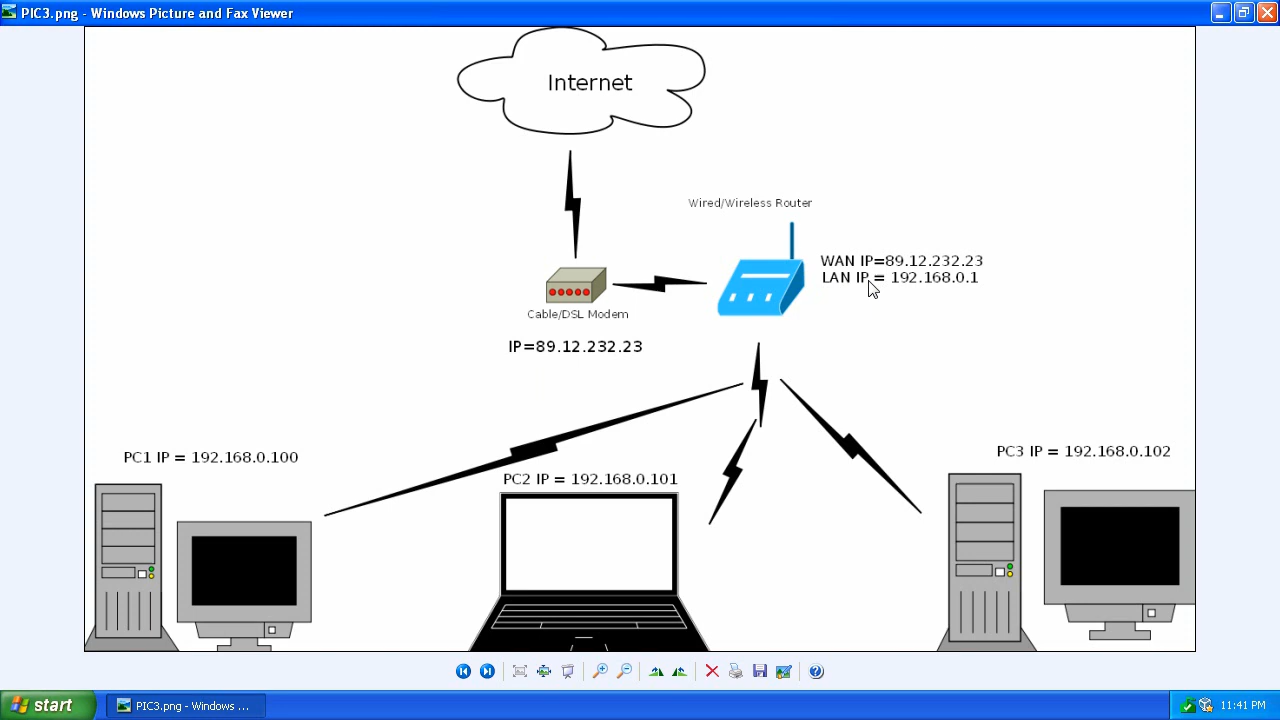 PIC3.png - Windows Picture and Fax Viewer
Internet
Wired/Wireless Router
WAN IP=89.12.232.23
LAN IP = 192.168.0.1
Cable/DSL Modem
IP=89.12.232.23
PC1 IP = 192.168.0.100
PC2 IP = 192.168.0.101
PC3 IP = 192.168.0.102
start
PIC3.png - Windows ...
11:41 PM